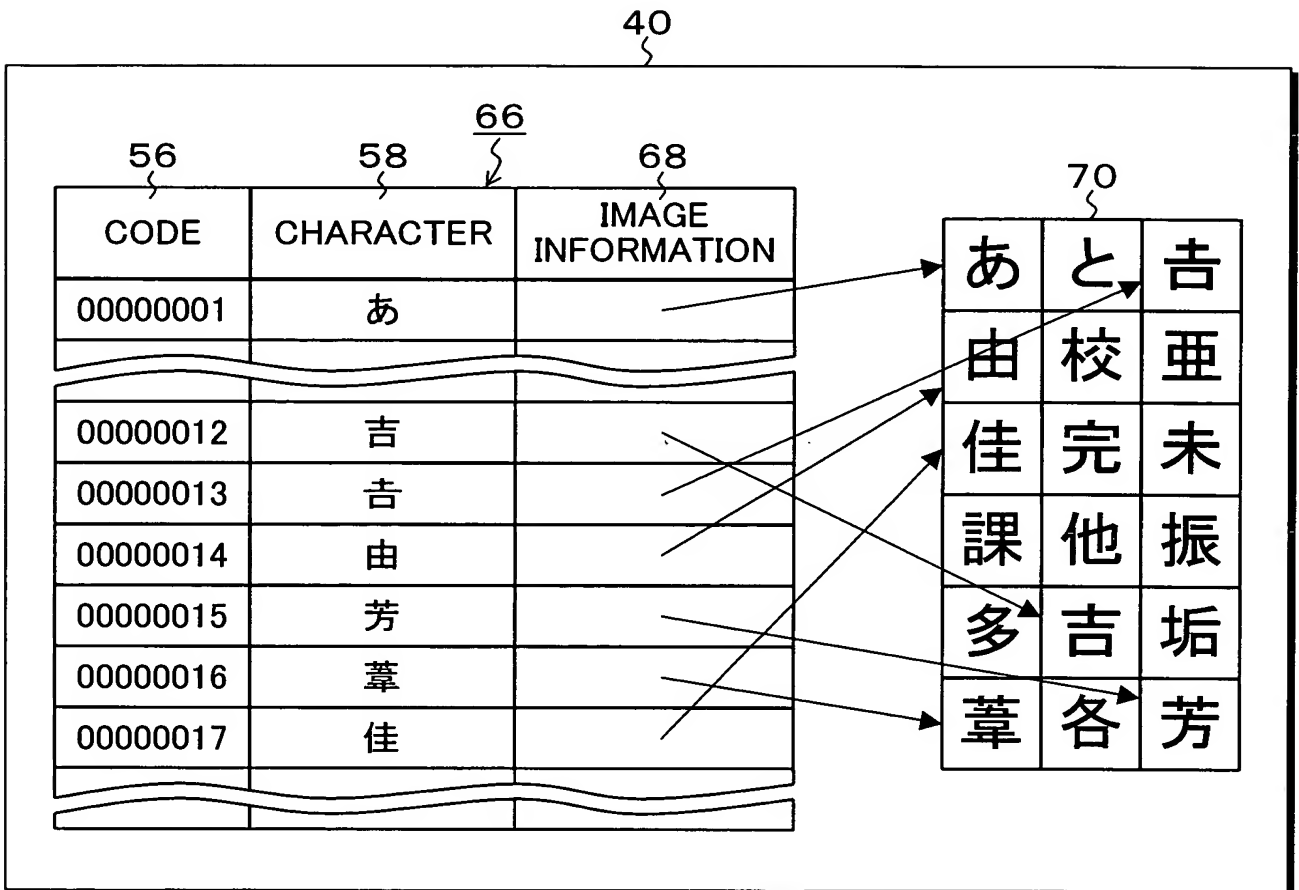 40
66
56 58 68
CODE CHARACTER IMAGE INFORMATION
00000001 あ
00000012 吉
00000013 𠮷
00000014 由
00000015 芳
00000016 葦
00000017 佳
70
あ と 𠮷
由 校 亜
佳 完 未
課 他 振
多 吉 垢
葦 各 芳